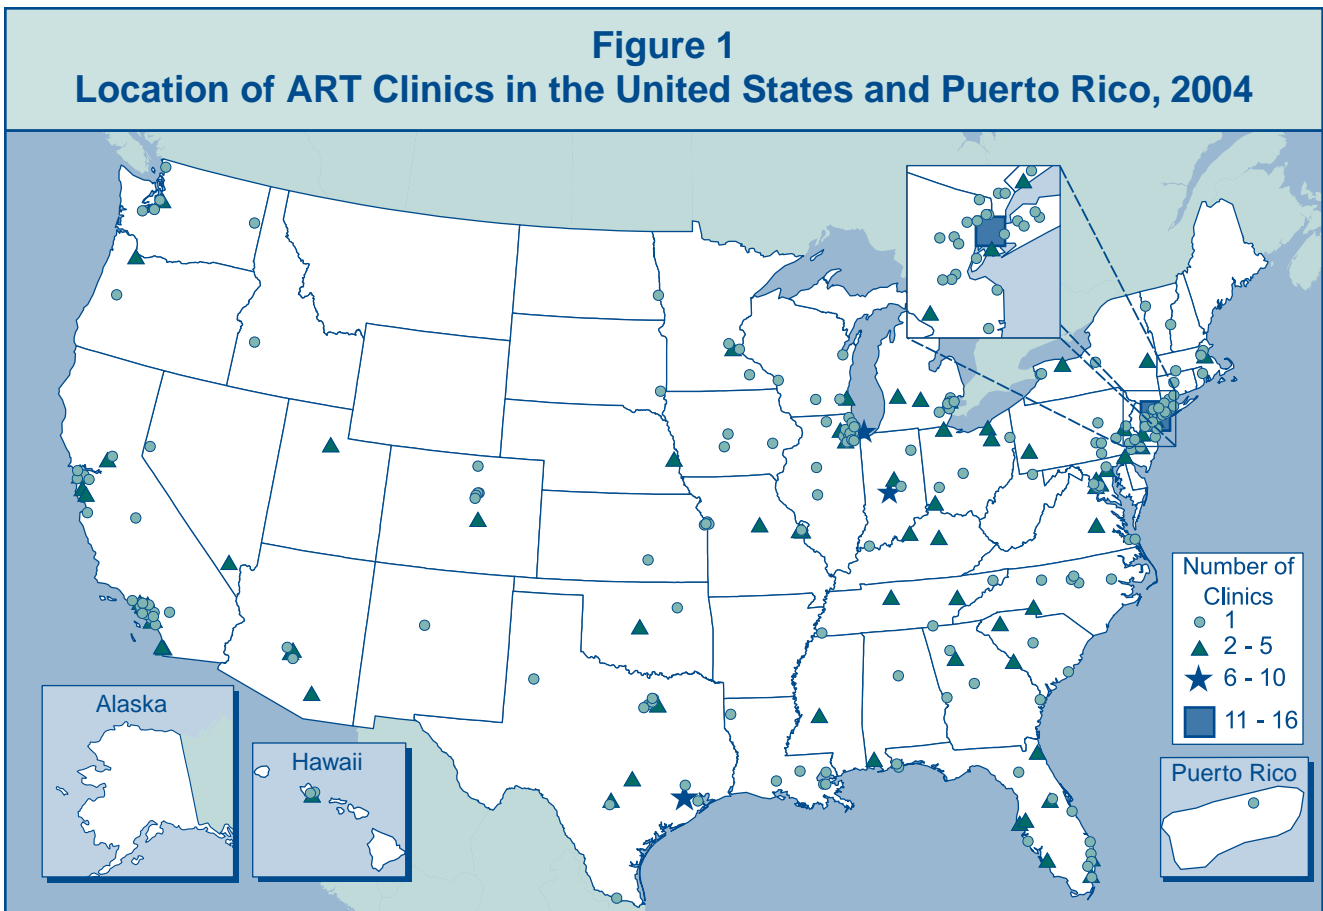 Figure 1
Location of ART Clinics in the United States and Puerto Rico, 2004
Alaska
Hawaii
Number of
Clinics
1
2 - 5
6 - 10
11 - 16
Puerto Rico